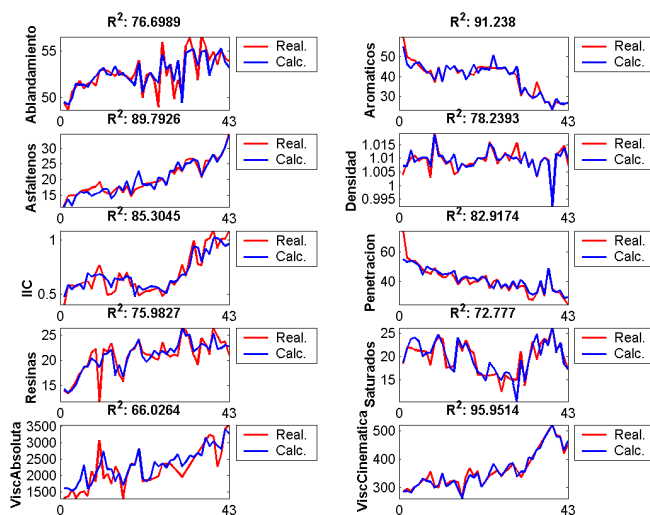 R2: 76.6989
R2: 91.238
Ablandamiento
55
50
0
43
Real.
Calc.
Aromaticos
50
40
30
0
43
Real.
Calc.
R2: 89.7926
R2: 78.2393
Asfaltenos
30
25
20
15
0
43
Real.
Calc.
Densidad
1.015
1.01
1.005
0.995
0
43
Real.
Calc.
R2: 85.3045
R2: 82.9174
IIC
1
0.5
0
43
Real.
Calc.
Penetracion
60
40
0
43
Real.
Calc.
R2: 75.9827
R2: 72.777
Resinas
25
20
15
0
43
Real.
Calc.
Saturados
25
20
15
0
43
Real.
Calc.
R2: 66.0264
R2: 95.9514
ViscAbsoluta
3500
3000
2500
2000
1500
0
43
Real.
Calc.
ViscCinematica
500
400
300
0
43
Real.
Calc.